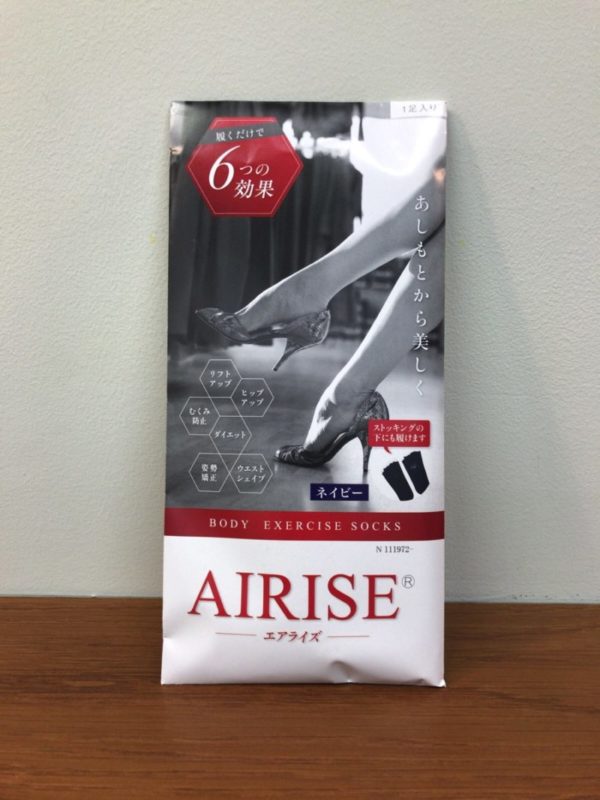 1足入り
履くだけで
6つの
効果
あしもとから美しく
リフト
アップ
ヒップ
アップ
むくみ
防止
ダイエット
姿勢
矯正
ウエスト
シェイプ
ストッキングの
下にも履けます
ネイビー
BODY EXERCISE SOCKS
N 111972-
AIRISE®
エアライズ